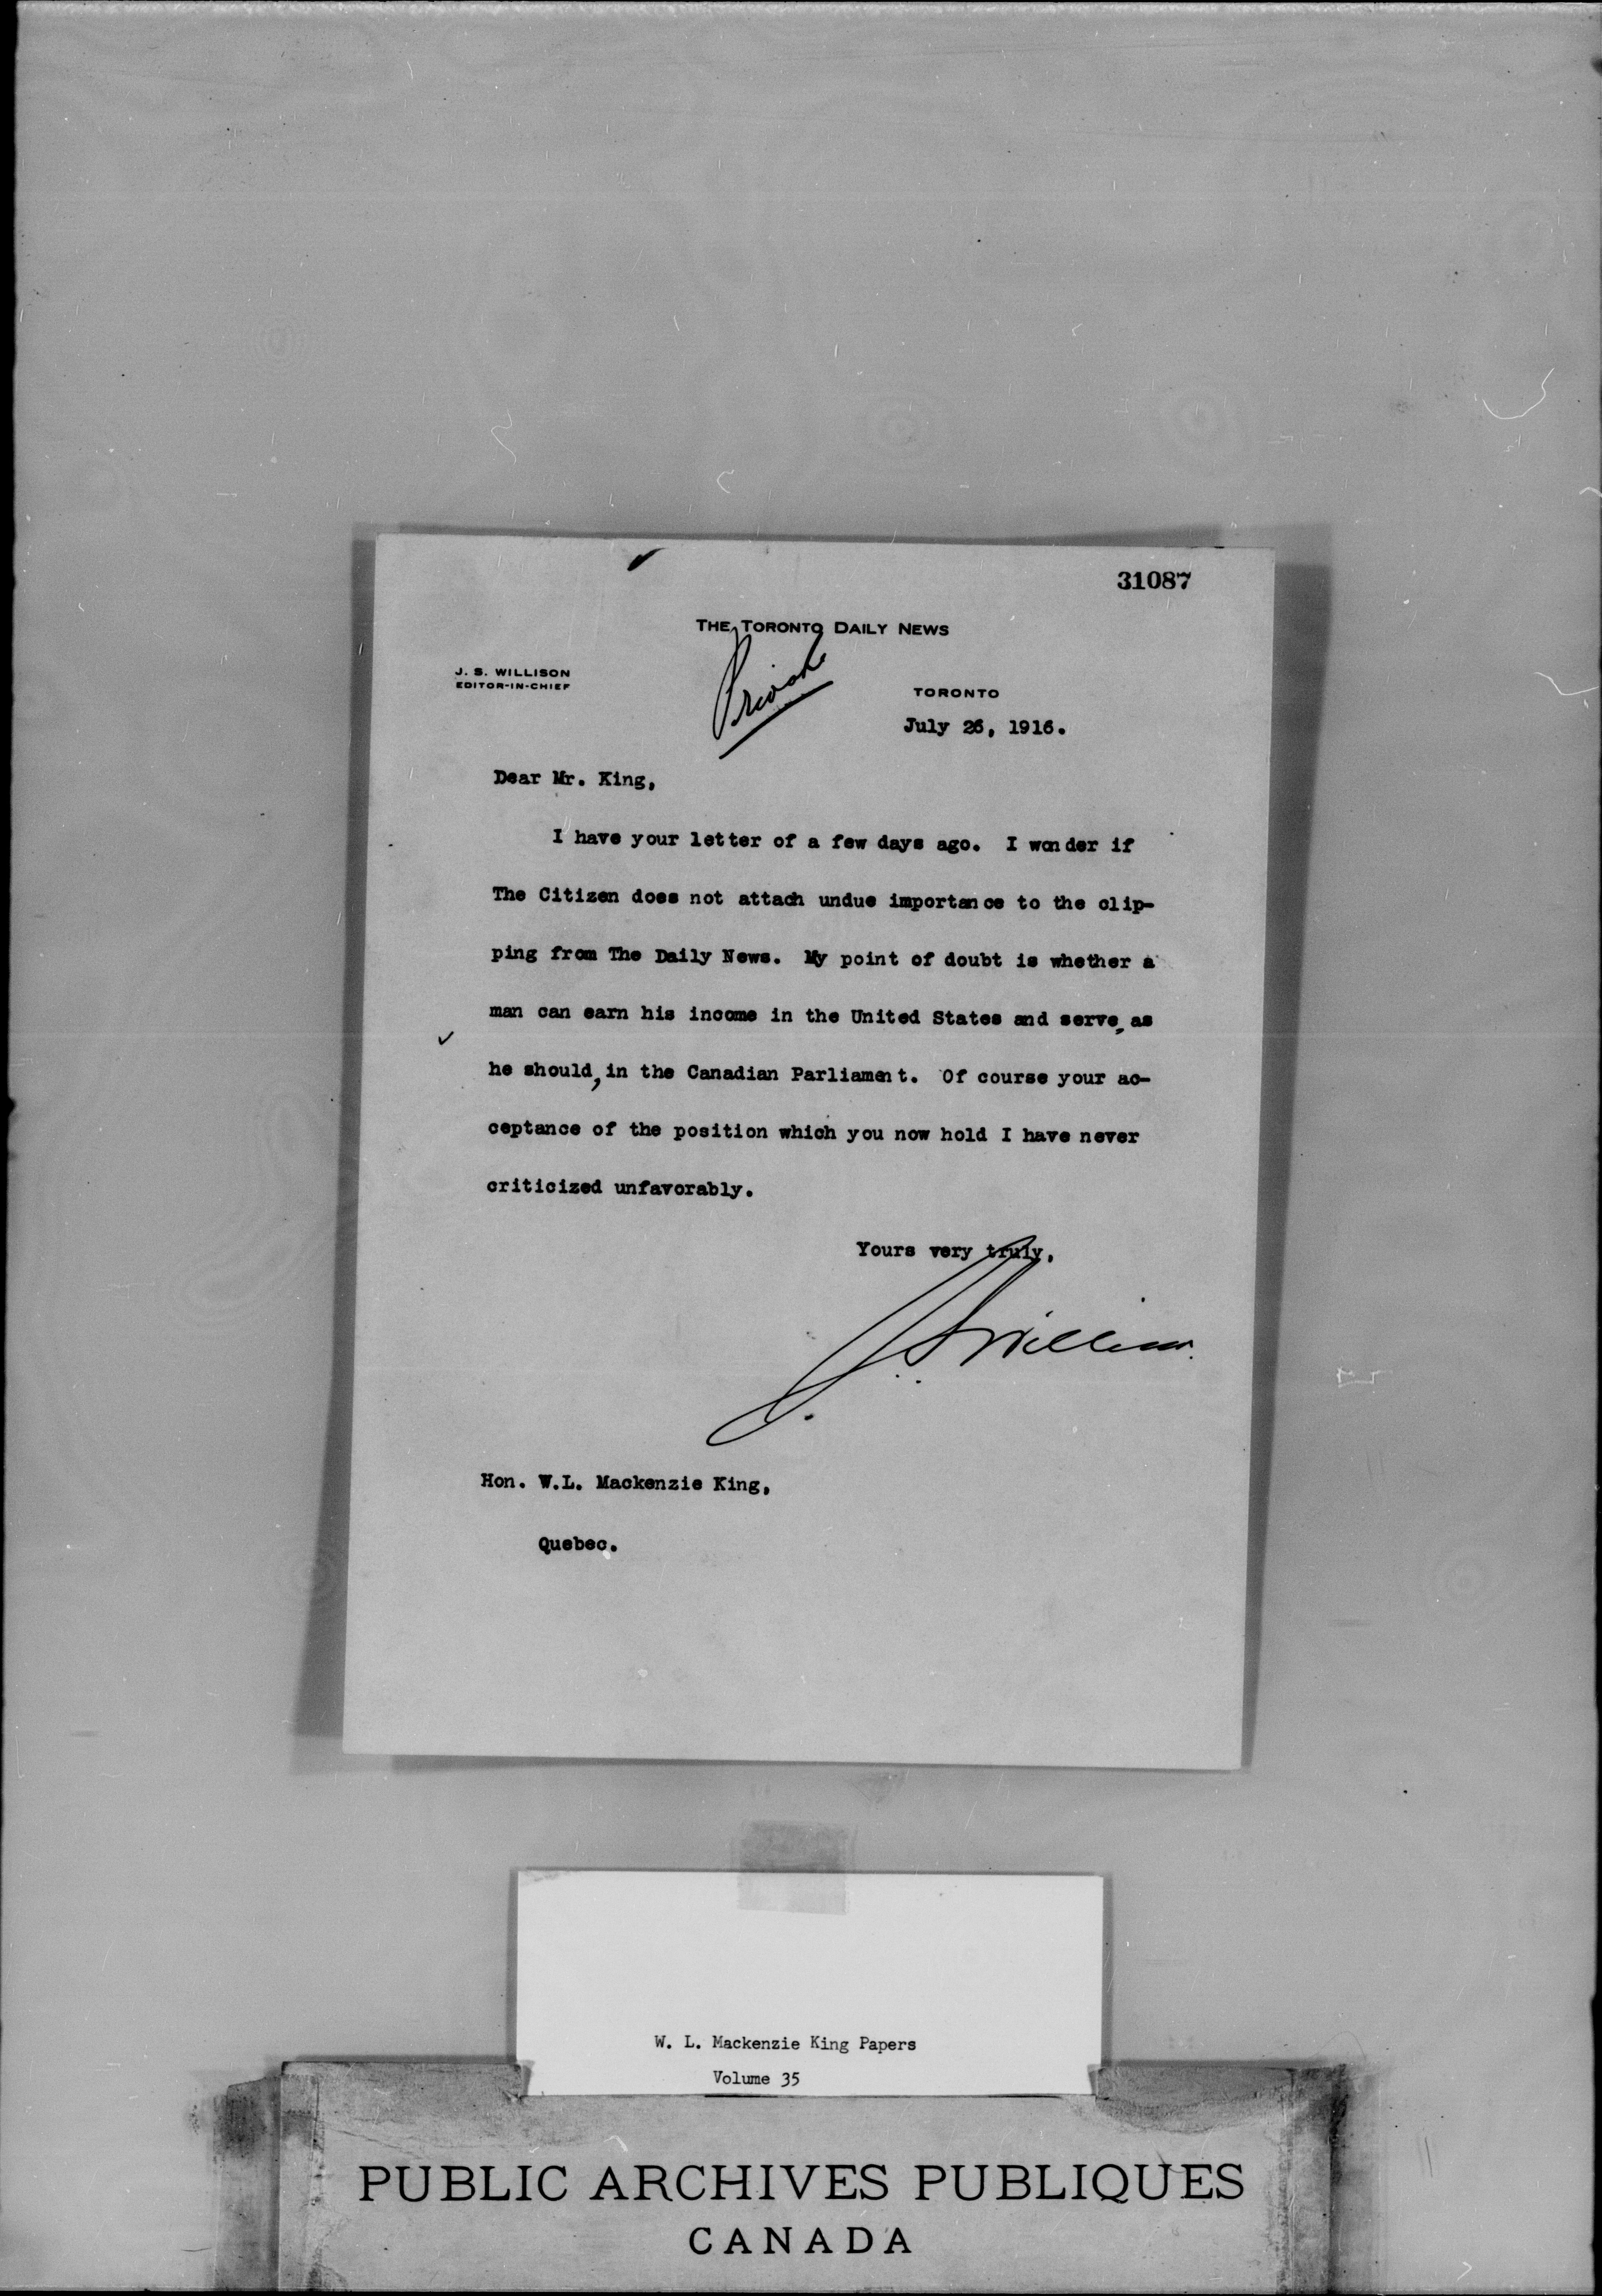 31087
THE TORONTO DAILY NEWS
J. S. WILLISON
EDITOR-IN-CHIEF
Private
TORONTO
July 26, 1916.
Dear Mr. King,
I have your letter of a few days ago. I wonder if
The Citizen does not attach undue importance to the clip-
ping from The Daily News. My point of doubt is whether a
man can earn his income in the United States and serve, as
he should, in the Canadian Parliament. Of course your ac-
ceptance of the position which you now hold I have never
criticized unfavorably.
Yours very truly,
J. S. Willison.
Hon. W.L. Mackenzie King,
Quebec.
W. L. Mackenzie King Papers
Volume 35
PUBLIC ARCHIVES PUBLIQUES
CANADA